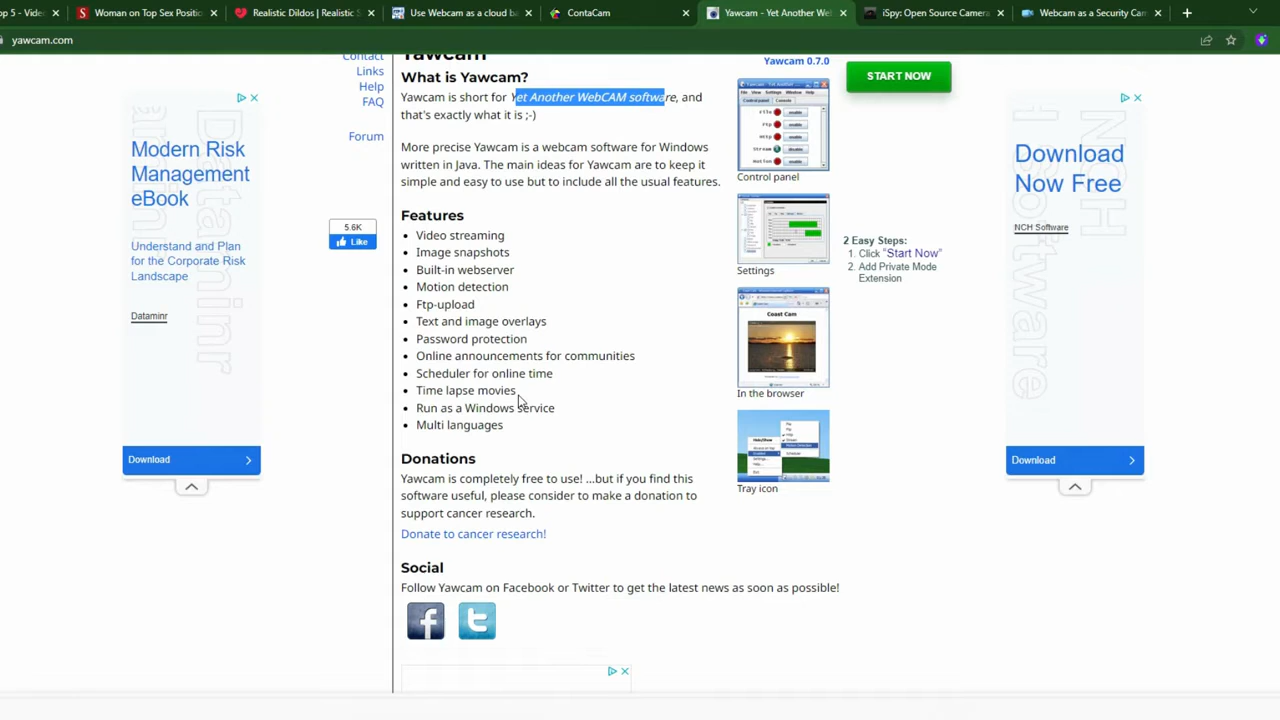 op 5 - Video
Woman on Top Sex Positio
Realistic Dildos | Realistic S
Use Webcam as a cloud ba
ContaCam
Yawcam - Yet Another We
iSpy: Open Source Camera
Webcam as a Security Cam
yawcam.com
Contact
Links
Help
FAQ
Forum
5.6K
Like
Modern Risk
Management
eBook
Understand and Plan
for the Corporate Risk
Landscape
Dataminr
Download
Yawcam
What is Yawcam?
Yawcam is short for Yet Another WebCAM software, and
that's exactly what it is ;-)
More precise Yawcam is a webcam software for Windows
written in Java. The main ideas for Yawcam are to keep it
simple and easy to use but to include all the usual features.
Features
• Video streaming
• Image snapshots
• Built-in webserver
• Motion detection
• Ftp-upload
• Text and image overlays
• Password protection
• Online announcements for communities
• Scheduler for online time
• Time lapse movies
• Run as a Windows service
• Multi languages
Donations
Yawcam is completely free to use! ...but if you find this
software useful, please consider to make a donation to
support cancer research.
Donate to cancer research!
Social
Follow Yawcam on Facebook or Twitter to get the latest news as soon as possible!
Yawcam 0.7.0
Control panel
Settings
Coast Cam
In the browser
Tray icon
START NOW
2 Easy Steps:
1. Click "Start Now"
2. Add Private Mode
Extension
Download
Now Free
NCH Software
Download